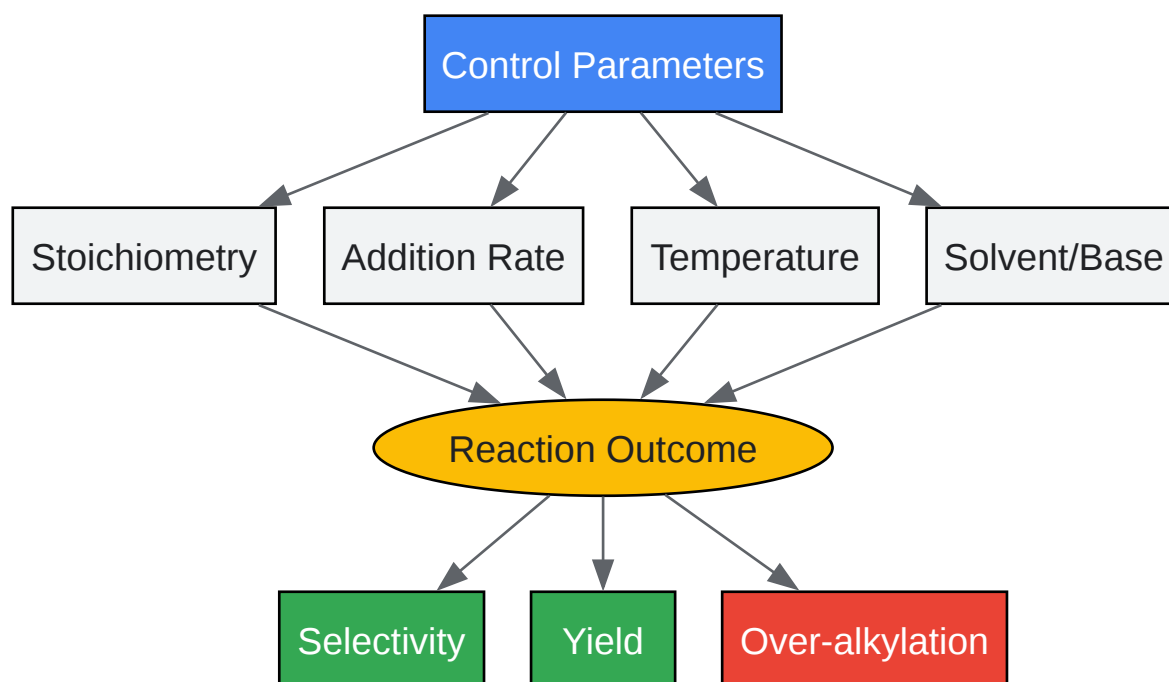 Control Parameters
Stoichiometry
Addition Rate
Temperature
Solvent/Base
Reaction Outcome
Selectivity
Yield
Over-alkylation